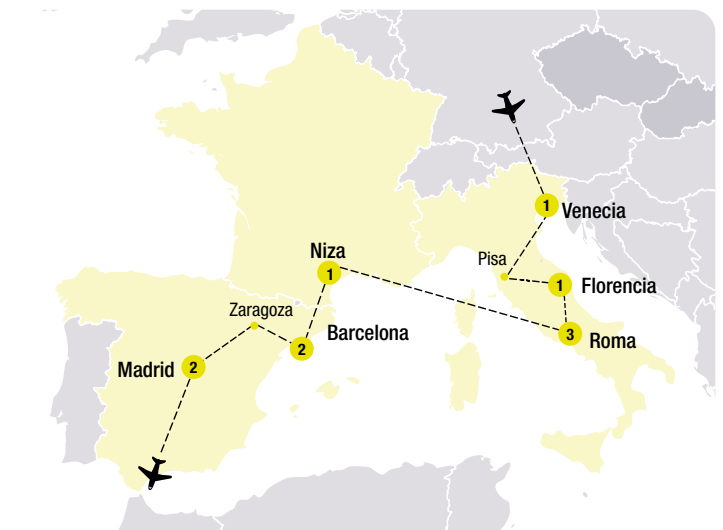 1
Venecia
Niza
Pisa
1
1
Florencia
Zaragoza
Barcelona
3
Roma
2
Madrid
2